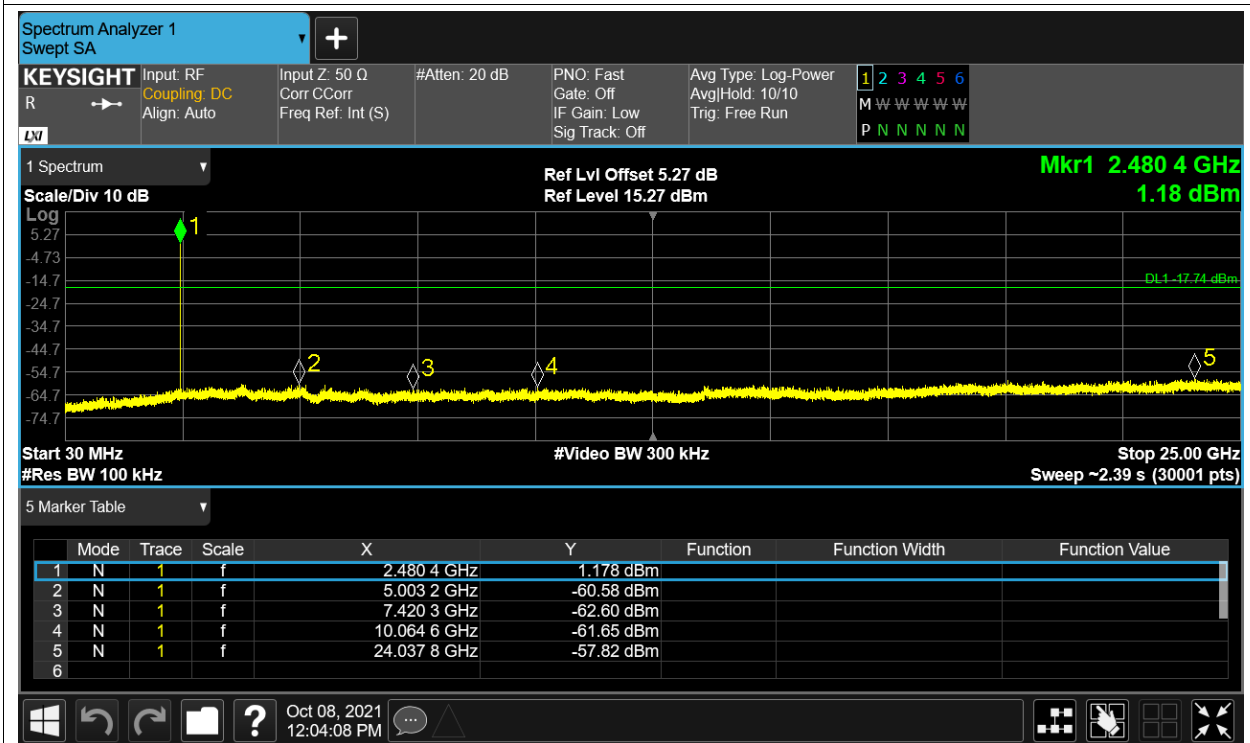 Spectrum Analyzer 1
Swept SA
KEYSIGHT
R
LXI
Input: RF
Coupling: DC
Align: Auto
Input Z: 50 Ω
Corr CCorr
Freq Ref: Int (S)
#Atten: 20 dB
PNO: Fast
Gate: Off
IF Gain: Low
Sig Track: Off
Avg Type: Log-Power
Avg|Hold: 10/10
Trig: Free Run
1 2 3 4 5 6
M W W W W W
P N N N N N
1 Spectrum
Scale/Div 10 dB
Ref Lvl Offset 5.27 dB
Ref Level 15.27 dBm
Mkr1 2.480 4 GHz
1.18 dBm
Log
5.27
-4.73
-14.7
-24.7
-34.7
-44.7
-54.7
-64.7
-74.7
1
2
3
4
5
DL1 -17.74 dBm
Start 30 MHz
#Res BW 100 kHz
#Video BW 300 kHz
Stop 25.00 GHz
Sweep ~2.39 s (30001 pts)
5 Marker Table
Mode Trace Scale X Y Function Function Width Function Value
1 N 1 f 2.480 4 GHz 1.178 dBm
2 N 1 f 5.003 2 GHz -60.58 dBm
3 N 1 f 7.420 3 GHz -62.60 dBm
4 N 1 f 10.064 6 GHz -61.65 dBm
5 N 1 f 24.037 8 GHz -57.82 dBm
6
?
Oct 08, 2021
12:04:08 PM